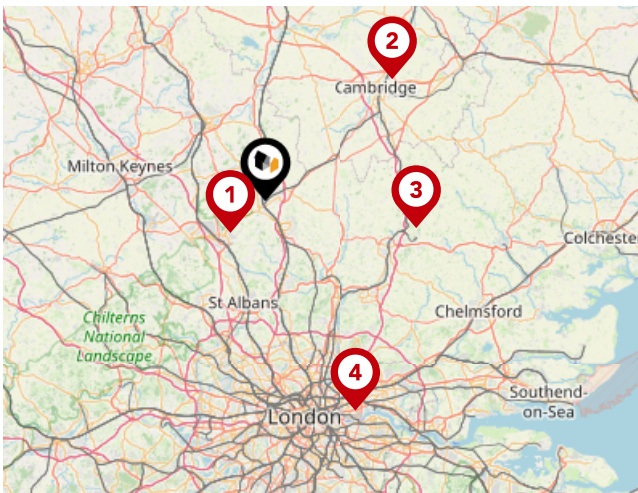 2
Cambridge
Milton Keynes
1
3
Colchester
St Albans
Chilterns
National
Landscape
Chelmsford
4
Southend-
on-Sea
London